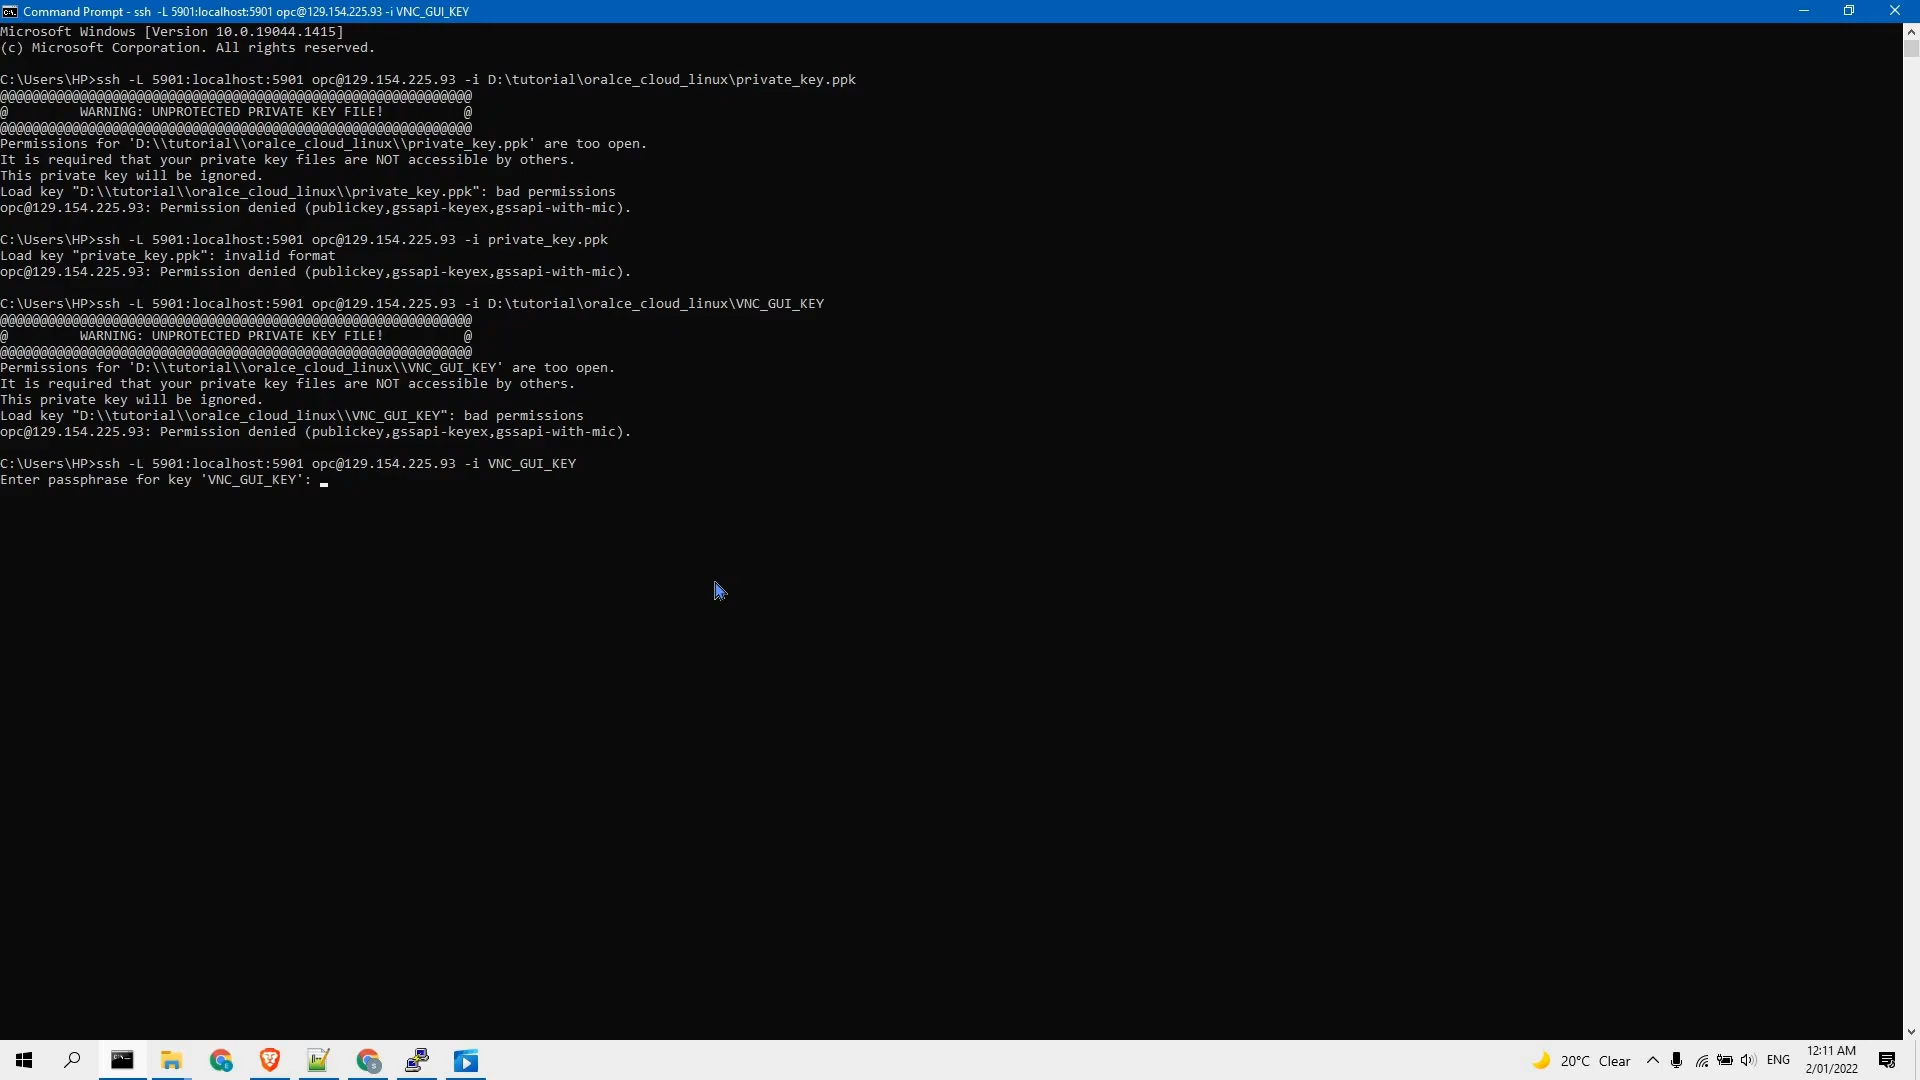 Command Prompt - ssh -L 5901:localhost:5901 opc@129.154.225.93 -i VNC_GUI_KEY
Microsoft Windows [Version 10.0.19044.1415]
(c) Microsoft Corporation. All rights reserved.
C:\Users\HP>ssh -L 5901:localhost:5901 opc@129.154.225.93 -i D:\tutorial\oralce_cloud_linux\private_key.ppk
@@@@@@@@@@@@@@@@@@@@@@@@@@@@@@@@@@@@@@@@@@@@@@@@@@@@@@@@@@@
@         WARNING: UNPROTECTED PRIVATE KEY FILE!          @
@@@@@@@@@@@@@@@@@@@@@@@@@@@@@@@@@@@@@@@@@@@@@@@@@@@@@@@@@@@
Permissions for 'D:\\tutorial\\oralce_cloud_linux\\private_key.ppk' are too open.
It is required that your private key files are NOT accessible by others.
This private key will be ignored.
Load key "D:\\tutorial\\oralce_cloud_linux\\private_key.ppk": bad permissions
opc@129.154.225.93: Permission denied (publickey,gssapi-keyex,gssapi-with-mic).
C:\Users\HP>ssh -L 5901:localhost:5901 opc@129.154.225.93 -i private_key.ppk
Load key "private_key.ppk": invalid format
opc@129.154.225.93: Permission denied (publickey,gssapi-keyex,gssapi-with-mic).
C:\Users\HP>ssh -L 5901:localhost:5901 opc@129.154.225.93 -i D:\tutorial\oralce_cloud_linux\VNC_GUI_KEY
@@@@@@@@@@@@@@@@@@@@@@@@@@@@@@@@@@@@@@@@@@@@@@@@@@@@@@@@@@@
@         WARNING: UNPROTECTED PRIVATE KEY FILE!          @
@@@@@@@@@@@@@@@@@@@@@@@@@@@@@@@@@@@@@@@@@@@@@@@@@@@@@@@@@@@
Permissions for 'D:\\tutorial\\oralce_cloud_linux\\VNC_GUI_KEY' are too open.
It is required that your private key files are NOT accessible by others.
This private key will be ignored.
Load key "D:\\tutorial\\oralce_cloud_linux\\VNC_GUI_KEY": bad permissions
opc@129.154.225.93: Permission denied (publickey,gssapi-keyex,gssapi-with-mic).
C:\Users\HP>ssh -L 5901:localhost:5901 opc@129.154.225.93 -i VNC_GUI_KEY
Enter passphrase for key 'VNC_GUI_KEY':
20°C Clear
ENG
12:11 AM
2/01/2022